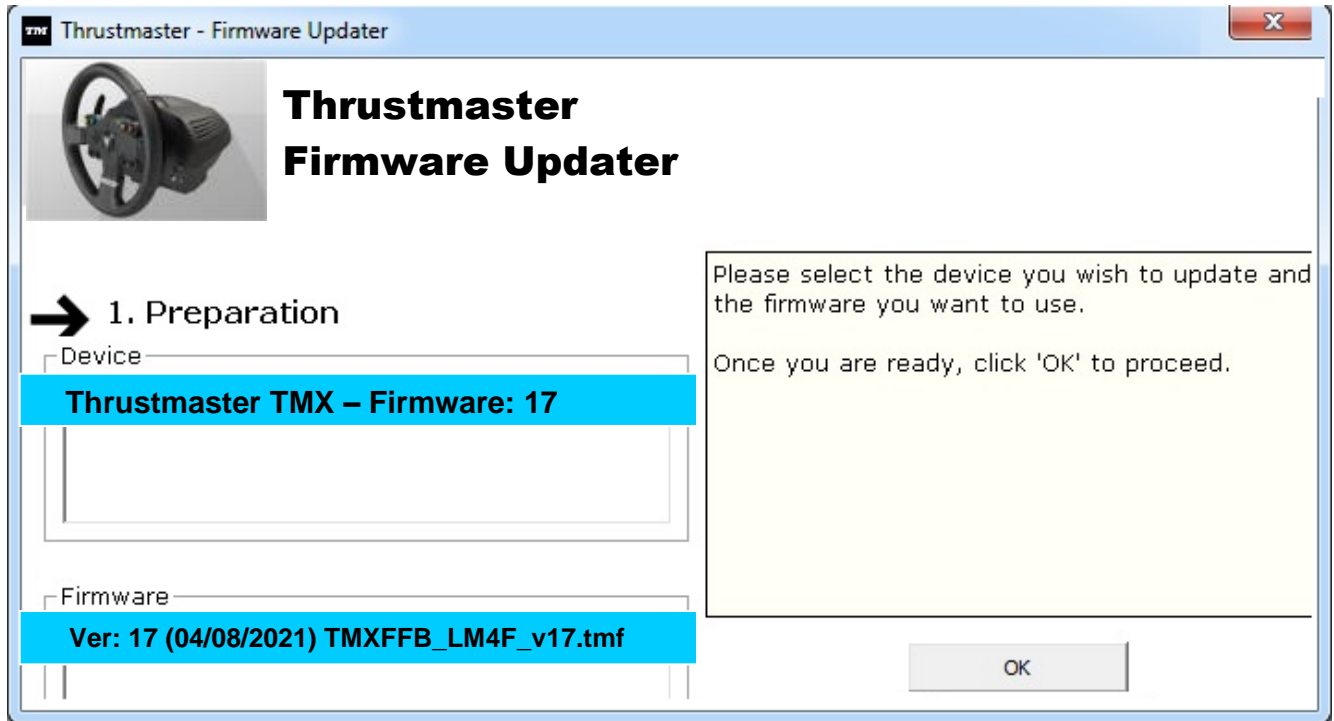 TM Thrustmaster - Firmware Updater
X
Thrustmaster
Firmware Updater
1. Preparation
Device
Thrustmaster TMX – Firmware: 17
Firmware
Ver: 17 (04/08/2021) TMXFFB_LM4F_v17.tmf
Please select the device you wish to update and
the firmware you want to use.
Once you are ready, click 'OK' to proceed.
OK